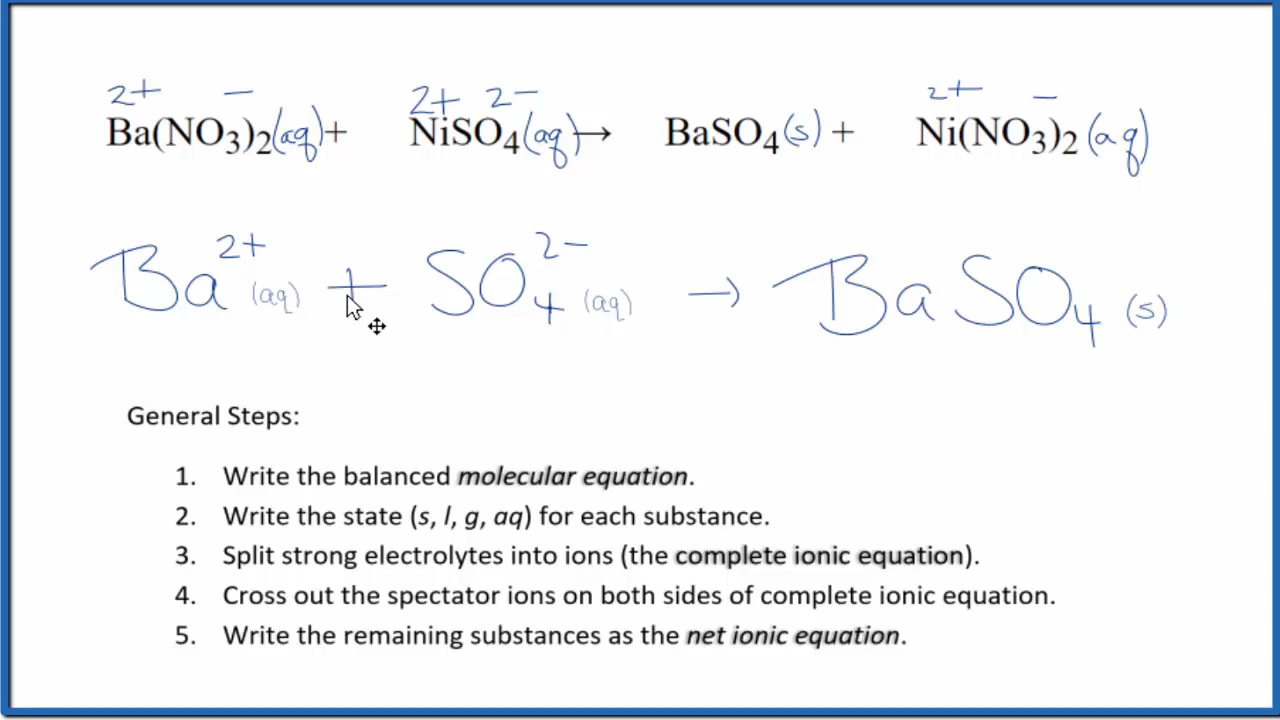 2+ − 2+ 2− 2+ −
Ba(NO₃)₂(aq)+ NiSO₄(aq)→ BaSO₄(s) + Ni(NO₃)₂(aq)
Ba²⁺(aq) + SO₄²⁻(aq) → BaSO₄(s)
General Steps:
1. Write the balanced molecular equation.
2. Write the state (s, l, g, aq) for each substance.
3. Split strong electrolytes into ions (the complete ionic equation).
4. Cross out the spectator ions on both sides of complete ionic equation.
5. Write the remaining substances as the net ionic equation.